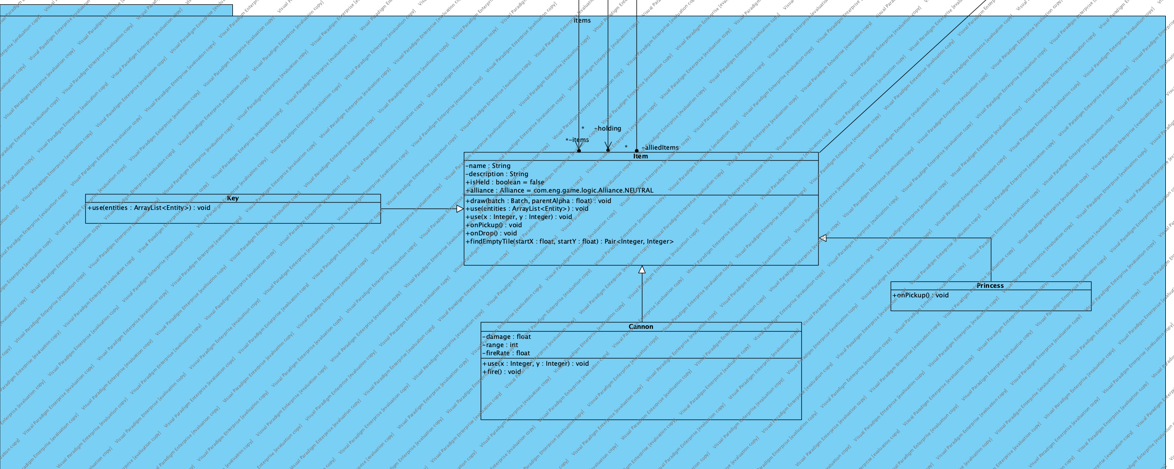 items
*
-holding
*-items
*
-alliedItems
Item
-name : String
-description : String
+isHeld : boolean = false
+alliance : Alliance = com.eng.game.logic.Alliance.NEUTRAL
+draw(batch : Batch, parentAlpha : float) : void
+use(entities : ArrayList<Entity>) : void
+use(x : Integer, y : Integer) : void
+onPickup() : void
+onDrop() : void
+findEmptyTile(startX : float, startY : float) : Pair<Integer, Integer>
Key
+use(entities : ArrayList<Entity>) : void
Princess
+onPickup() : void
Cannon
-damage : float
-range : int
-fireRate : float
+use(x : Integer, y : Integer) : void
+fire() : void
Visual Paradigm Enterprise [evaluation copy]